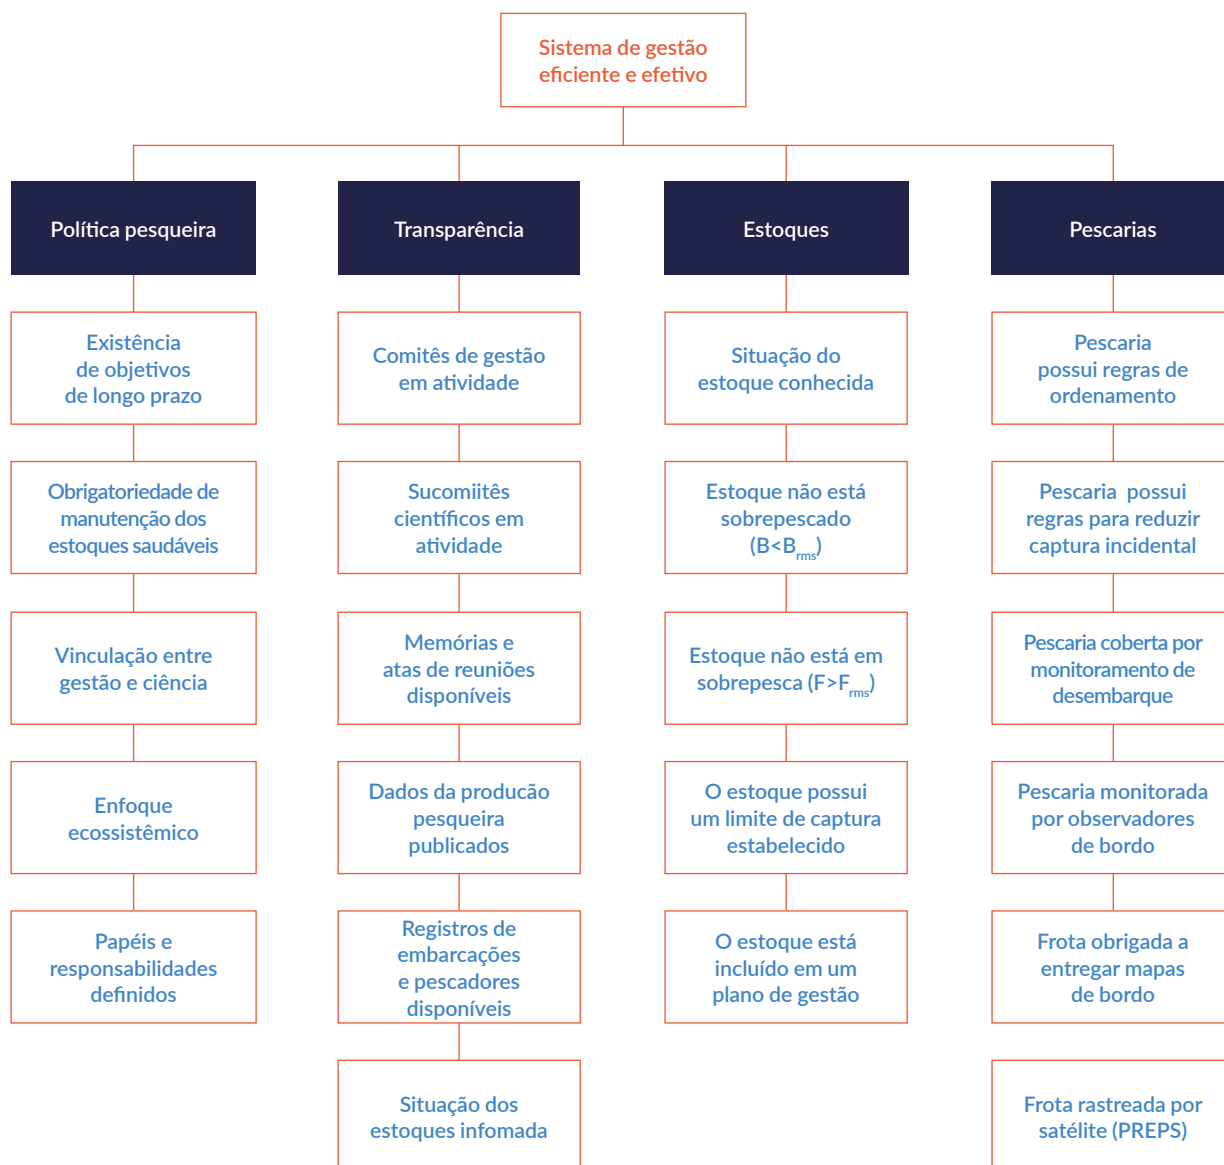 Sistema de gestão
eficiente e efetivo
Política pesqueira
Existência
de objetivos
de longo prazo
Obrigatoriedade de
manutenção dos
estoques saudáveis
Vinculação entre
gestão e ciência
Enfoque
ecossistêmico
Papéis e
responsabilidades
definidos
Transparência
Comitês de gestão
em atividade
Sucomiitês
científicos em
atividade
Memórias e
atas de reuniões
disponíveis
Dados da producão
pesqueira
publicados
Registros de
embarcações
e pescadores
disponíveis
Situação dos
estoques infomada
Estoques
Situação do
estoque conhecida
Estoque não está
sobrepescado
(B<Brms)
Estoque não está em
sobrepesca (F>Frms)
O estoque possui
um limite de captura
estabelecido
O estoque está
incluído em um
plano de gestão
Pescarias
Pescaria
possui regras de
ordenamento
Pescaria possui
regras para reduzir
captura incidental
Pescaria coberta por
monitoramento de
desembarque
Pescaria monitorada
por observadores
de bordo
Frota obrigada a
entregar mapas
de bordo
Frota rastreada por
satélite (PREPS)